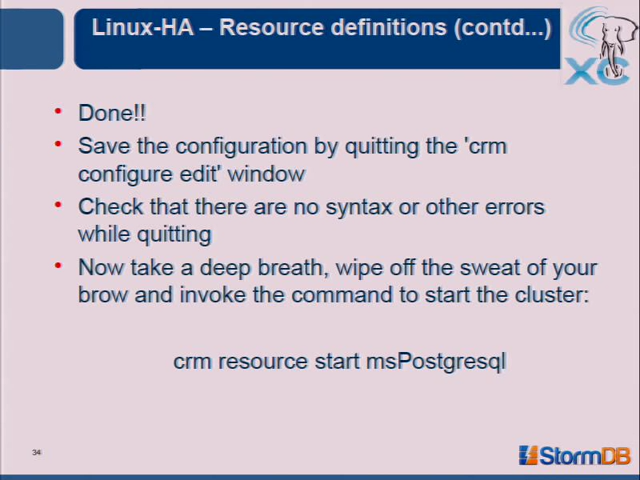 Linux-HA – Resource definitions (contd...)
XC
• Done!!
• Save the configuration by quitting the 'crm
configure edit' window
• Check that there are no syntax or other errors
while quitting
• Now take a deep breath, wipe off the sweat of your
brow and invoke the command to start the cluster:
crm resource start msPostgresql
34
StormDB